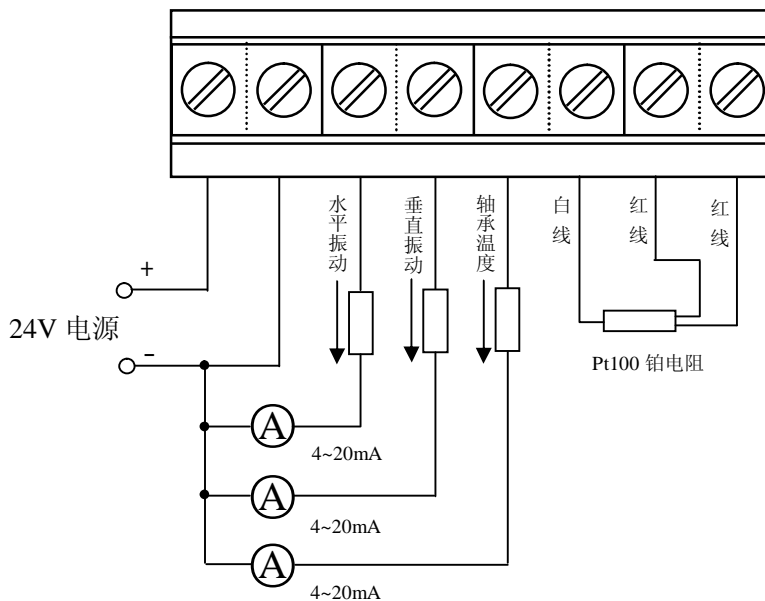 水平振动
垂直振动
轴承温度
白线
红线
红线
+
24V 电源
-
Pt100 铂电阻
A
4~20mA
A
4~20mA
A
4~20mA